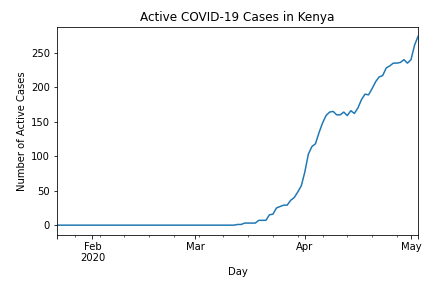 Active COVID-19 Cases in Kenya
Number of Active Cases
250
200
150
100
50
0
Feb
2020
Mar
Apr
May
Day